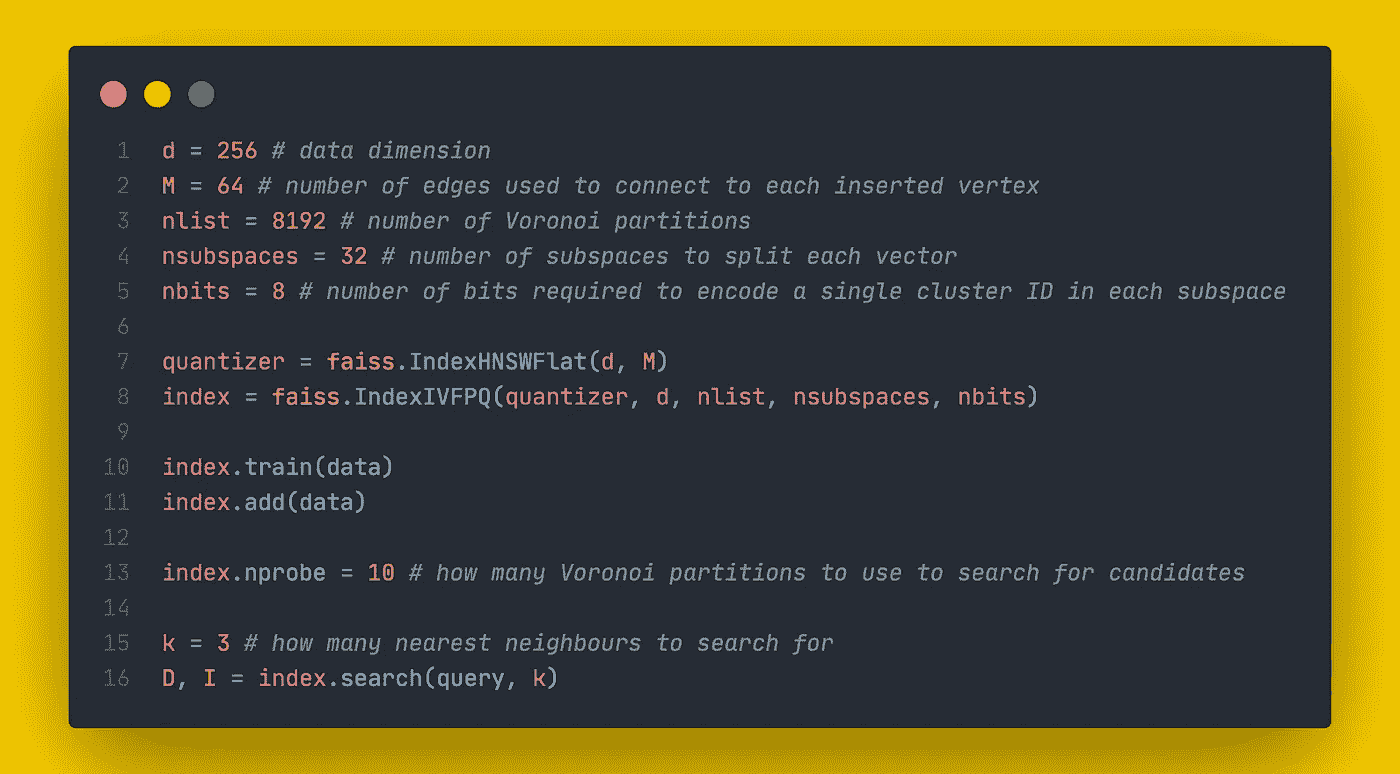 1 d = 256 # data dimension
2 M = 64 # number of edges used to connect to each inserted vertex
3 nlist = 8192 # number of Voronoi partitions
4 nsubspaces = 32 # number of subspaces to split each vector
5 nbits = 8 # number of bits required to encode a single cluster ID in each subspace
6
7 quantizer = faiss.IndexHNSWFlat(d, M)
8 index = faiss.IndexIVFPQ(quantizer, d, nlist, nsubspaces, nbits)
9
10 index.train(data)
11 index.add(data)
12
13 index.nprobe = 10 # how many Voronoi partitions to use to search for candidates
14
15 k = 3 # how many nearest neighbours to search for
16 D, I = index.search(query, k)